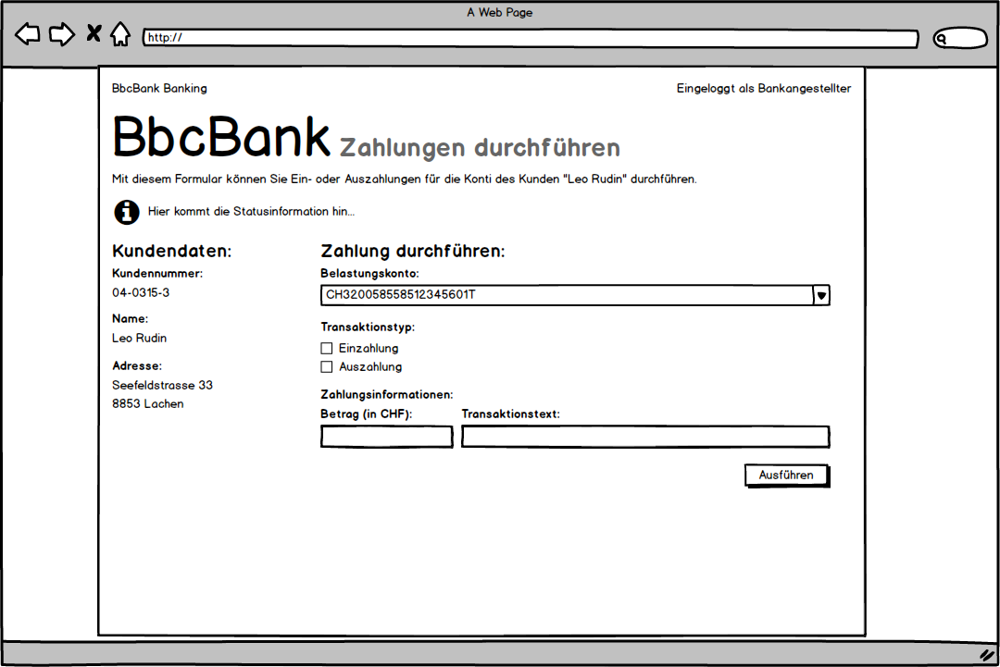 A Web Page
http://
BbcBank Banking
Eingeloggt als Bankangestellter
BbcBank Zahlungen durchführen
Mit diesem Formular können Sie Ein- oder Auszahlungen für die Konti des Kunden "Leo Rudin" durchführen.
Hier kommt die Statusinformation hin...
Kundendaten:
Kundennummer:
04-0315-3
Name:
Leo Rudin
Adresse:
Seefeldstrasse 33
8853 Lachen
Zahlung durchführen:
Belastungskonto:
CH320058558512345601T
Transaktionstyp:
Einzahlung
Auszahlung
Zahlungsinformationen:
Betrag (in CHF):
Transaktionstext:
Ausführen